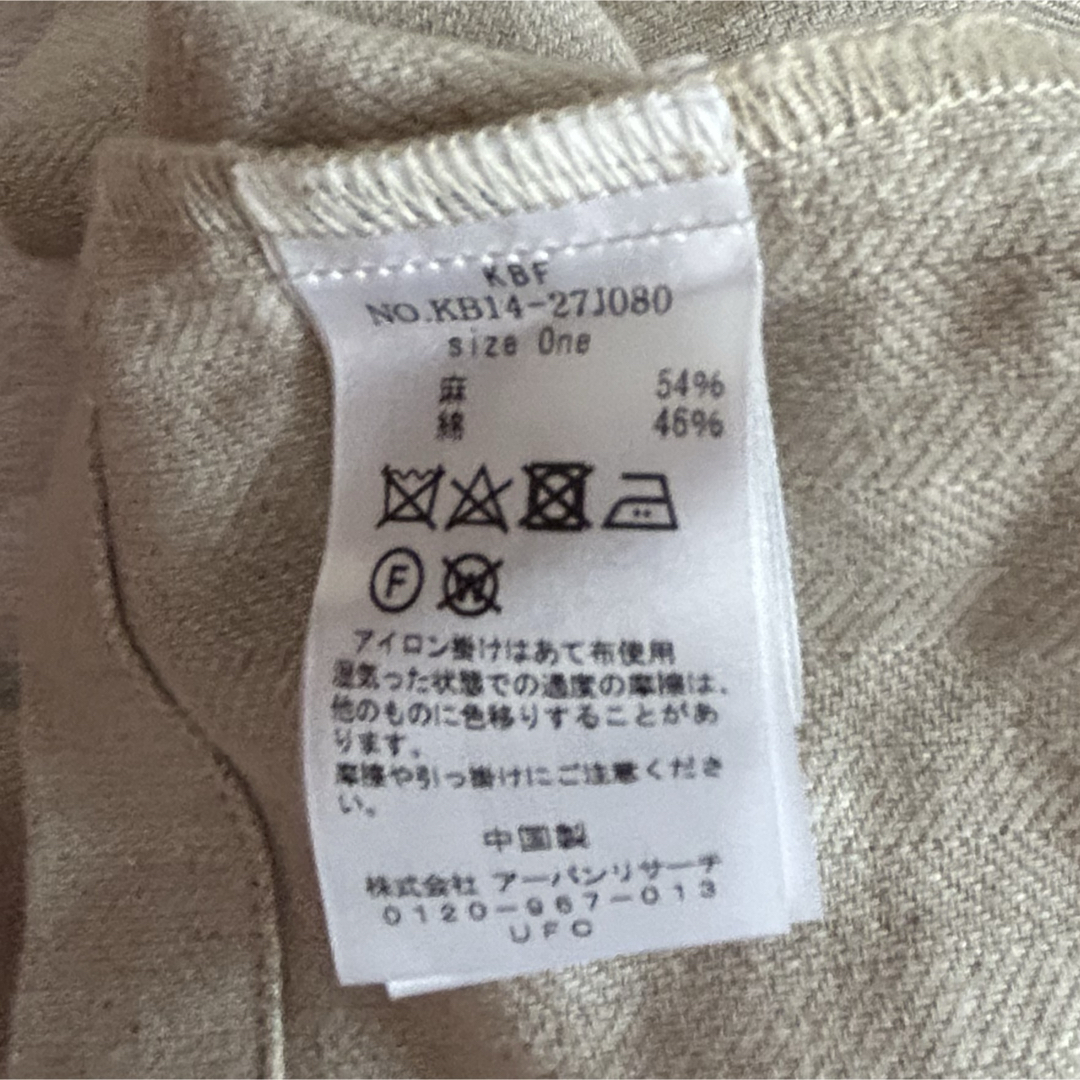 KBF
NO.KB14-27J080
size One
麻 54%
綿 46%
F W
アイロン掛けはあて布使用
湿気った状態での過度の摩擦は、
他のものに色移りすることがあ
ります。
摩擦や引っ掛けにご注意くださ
い。
中国製
株式会社 アーバンリサーチ
0120-967-013
UFC